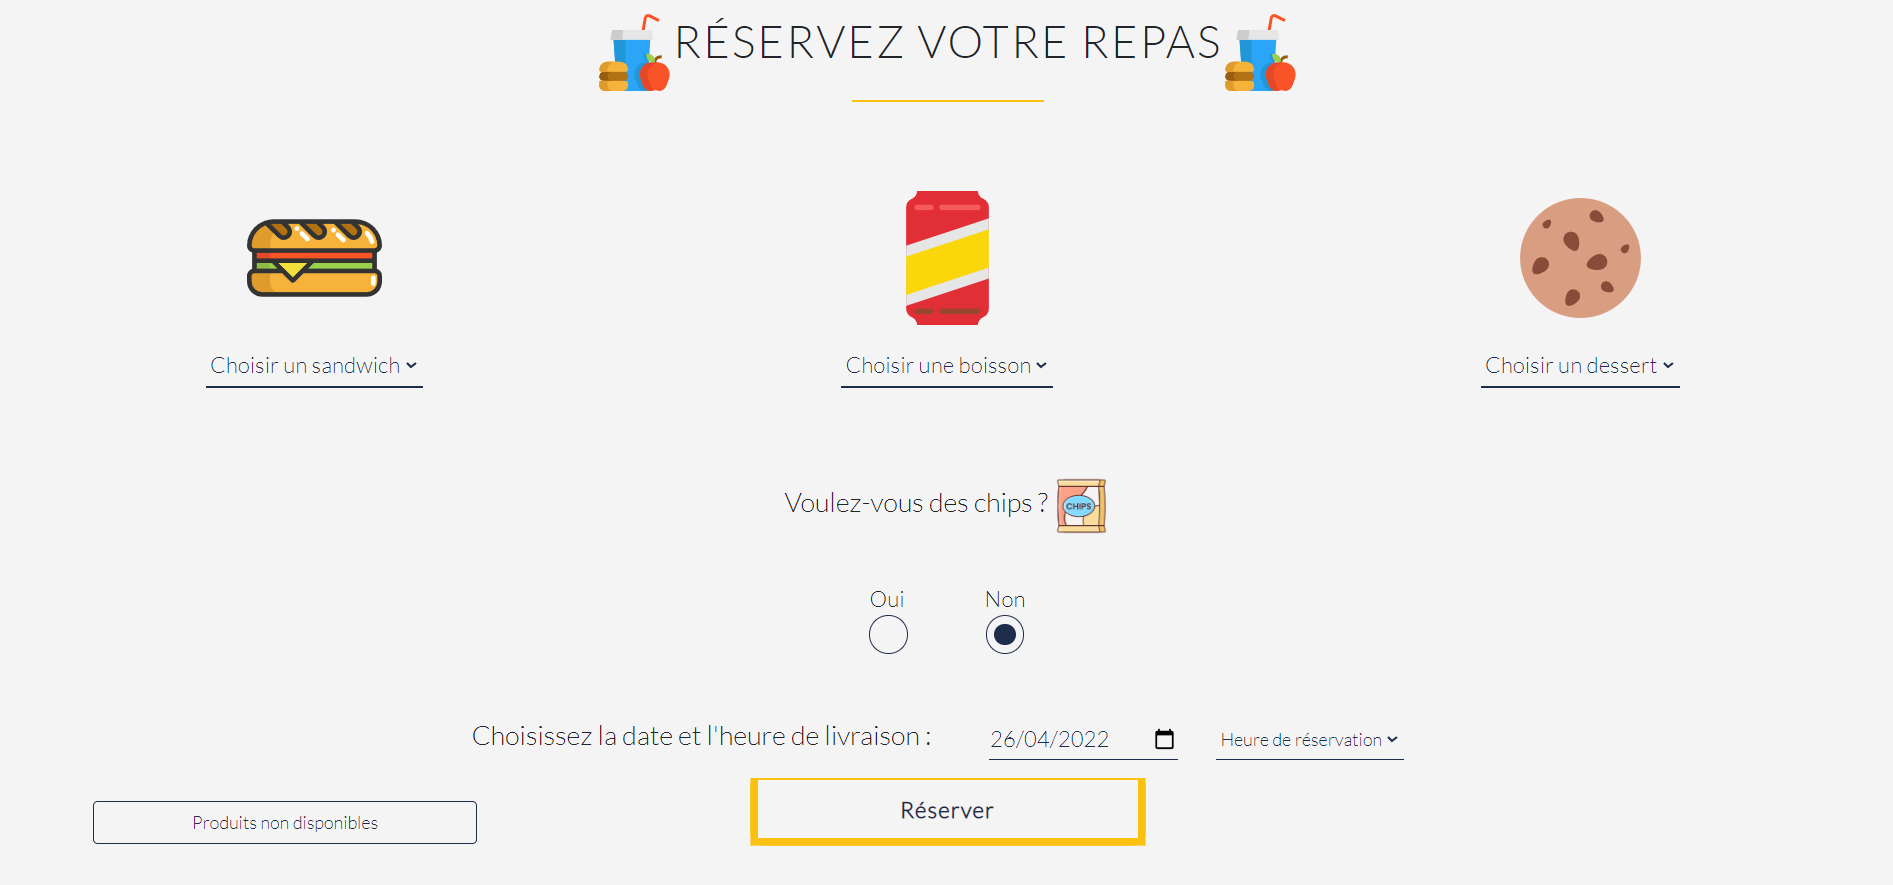 RÉSERVEZ VOTRE REPAS
Choisir un sandwich
Choisir une boisson
Choisir un dessert
Voulez-vous des chips ?
CHIPS
Oui
Non
Choisissez la date et l'heure de livraison :
26/04/2022
Heure de réservation
Réserver
Produits non disponibles